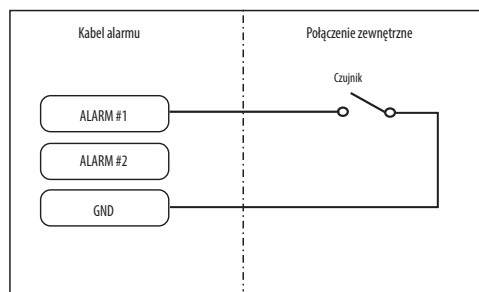 Kabel alarmu
Połączenie zewnętrzne
Czujnik
ALARM #1
ALARM #2
GND